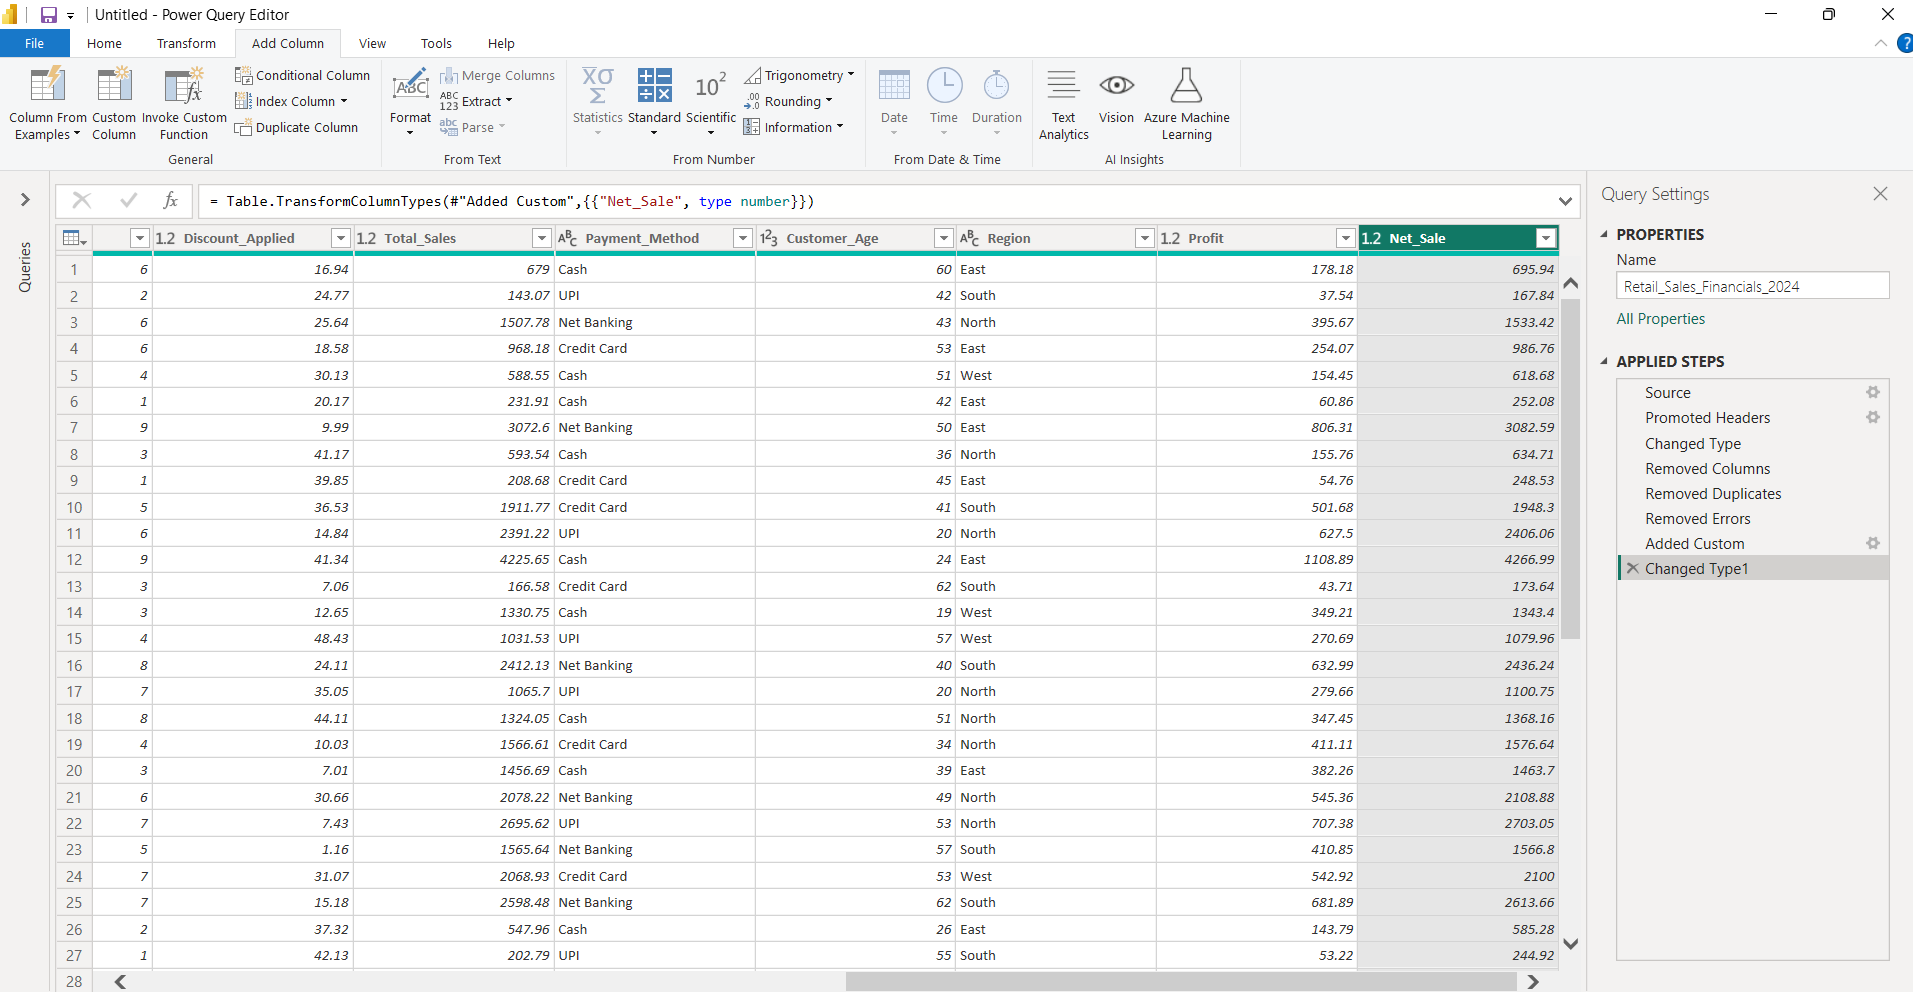 Untitled - Power Query Editor
File Home Transform Add Column View Tools Help
Column From Examples
Custom Column
Invoke Custom Function
Conditional Column
Index Column
Duplicate Column
General
Format
Merge Columns
Extract
Parse
From Text
Statistics
Standard
Scientific
Trigonometry
Rounding
Information
From Number
Date
Time
Duration
From Date & Time
Text Analytics
Vision
Azure Machine Learning
AI Insights
Queries
= Table.TransformColumnTypes(#"Added Custom",{{"Net_Sale", type number}})
1.2 Discount_Applied 1.2 Total_Sales ABC Payment_Method 123 Customer_Age ABC Region 1.2 Profit 1.2 Net_Sale
1 6 16.94 679 Cash 60 East 178.18 695.94
2 2 24.77 143.07 UPI 42 South 37.54 167.84
3 6 25.64 1507.78 Net Banking 43 North 395.67 1533.42
4 6 18.58 968.18 Credit Card 53 East 254.07 986.76
5 4 30.13 588.55 Cash 51 West 154.45 618.68
6 1 20.17 231.91 Cash 42 East 60.86 252.08
7 9 9.99 3072.6 Net Banking 50 East 806.31 3082.59
8 3 41.17 593.54 Cash 36 North 155.76 634.71
9 1 39.85 208.68 Credit Card 45 East 54.76 248.53
10 5 36.53 1911.77 Credit Card 41 South 501.68 1948.3
11 6 14.84 2391.22 UPI 20 North 627.5 2406.06
12 9 41.34 4225.65 Cash 24 East 1108.89 4266.99
13 3 7.06 166.58 Credit Card 62 South 43.71 173.64
14 3 12.65 1330.75 Cash 19 West 349.21 1343.4
15 4 48.43 1031.53 UPI 57 West 270.69 1079.96
16 8 24.11 2412.13 Net Banking 40 South 632.99 2436.24
17 7 35.05 1065.7 UPI 20 North 279.66 1100.75
18 8 44.11 1324.05 Cash 51 North 347.45 1368.16
19 4 10.03 1566.61 Credit Card 34 North 411.11 1576.64
20 3 7.01 1456.69 Cash 39 East 382.26 1463.7
21 6 30.66 2078.22 Net Banking 49 North 545.36 2108.88
22 7 7.43 2695.62 UPI 53 North 707.38 2703.05
23 5 1.16 1565.64 Net Banking 57 South 410.85 1566.8
24 7 31.07 2068.93 Credit Card 53 West 542.92 2100
25 7 15.18 2598.48 Net Banking 62 South 681.89 2613.66
26 2 37.32 547.96 Cash 26 East 143.79 585.28
27 1 42.13 202.79 UPI 55 South 53.22 244.92
28
Query Settings
PROPERTIES
Name
Retail_Sales_Financials_2024
All Properties
APPLIED STEPS
Source
Promoted Headers
Changed Type
Removed Columns
Removed Duplicates
Removed Errors
Added Custom
Changed Type1